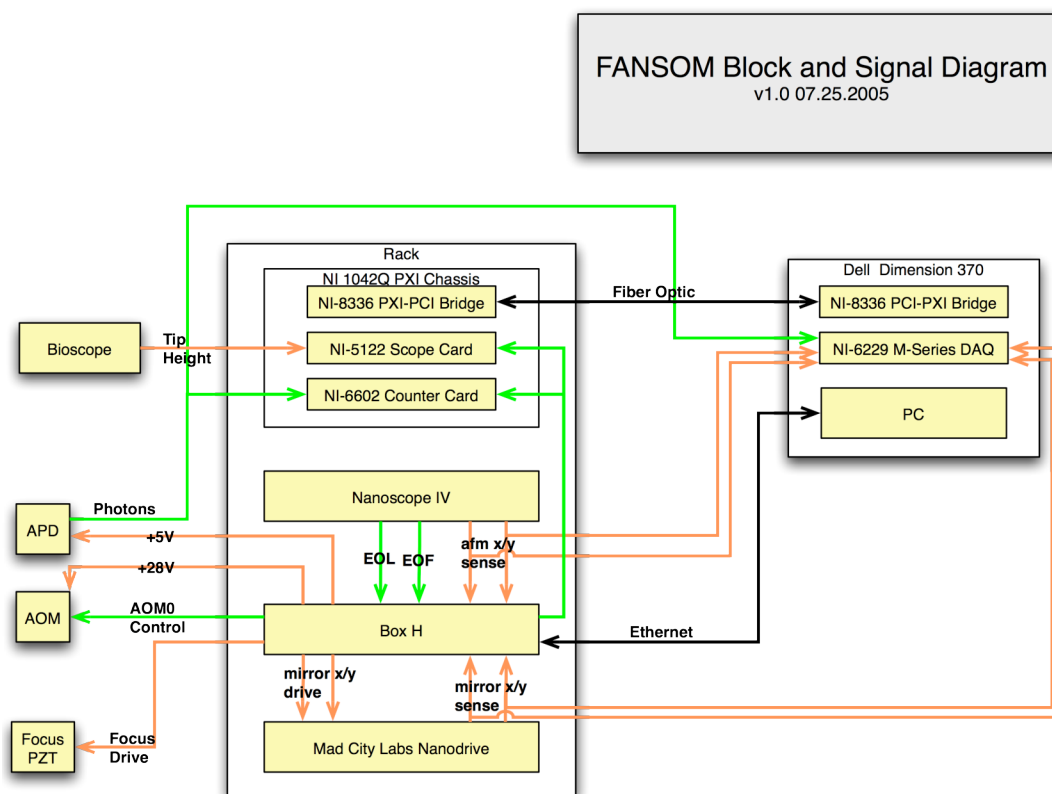 FANSOM Block and Signal Diagram
v1.0 07.25.2005
Rack
NI 1042Q PXI Chassis
NI-8336 PXI-PCI Bridge
Fiber Optic
Dell Dimension 370
NI-8336 PCI-PXI Bridge
Bioscope
Tip
Height
NI-5122 Scope Card
NI-6229 M-Series DAQ
NI-6602 Counter Card
PC
Nanoscope IV
Photons
APD
+5V
EOL
EOF
afm x/y
sense
+28V
AOM
AOM0
Control
Box H
Ethernet
mirror x/y
drive
mirror x/y
sense
Focus
PZT
Focus
Drive
Mad City Labs Nanodrive